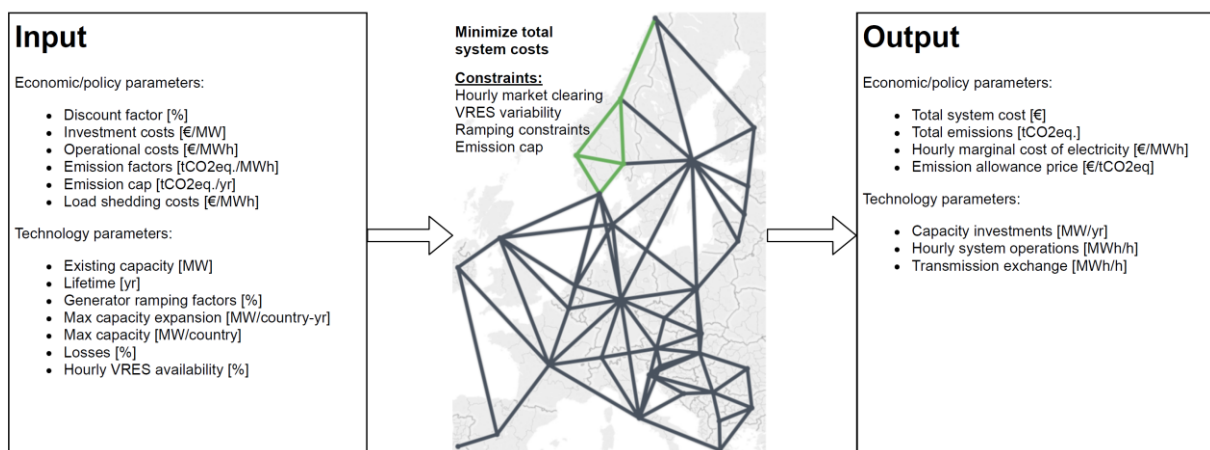 Input
Economic/policy parameters:
• Discount factor [%]
• Investment costs [€/MW]
• Operational costs [€/MWh]
• Emission factors [tCO2eq./MWh]
• Emission cap [tCO2eq./yr]
• Load shedding costs [€/MWh]
Technology parameters:
• Existing capacity [MW]
• Lifetime [yr]
• Generator ramping factors [%]
• Max capacity expansion [MW/country-yr]
• Max capacity [MW/country]
• Losses [%]
• Hourly VRES availability [%]
Minimize total
system costs
Constraints:
Hourly market clearing
VRES variability
Ramping constraints
Emission cap
Output
Economic/policy parameters:
• Total system cost [€]
• Total emissions [tCO2eq.]
• Hourly marginal cost of electricity [€/MWh]
• Emission allowance price [€/tCO2eq]
Technology parameters:
• Capacity investments [MW/yr]
• Hourly system operations [MWh/h]
• Transmission exchange [MWh/h]